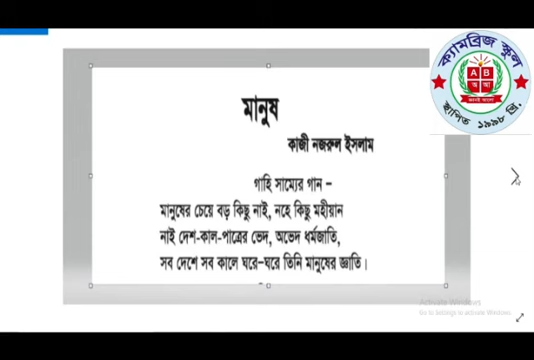 ক্যামব্রিজ স্কুল
A B
অ আ
স্থাপিত ১৯৯৮ খ্রি.
মানুষ
কাজী নজরুল ইসলাম
গাহি সাম্যের গান –
মানুষের চেয়ে বড় কিছু নাই, নহে কিছু মহীয়ান
নাই দেশ-কাল-পাত্রের ভেদ, অভেদ ধর্মজাতি,
সব দেশে সব কালে ঘরে-ঘরে তিনি মানুষের জ্ঞাতি।
Activate Windows
Go to Settings to activate Windows.